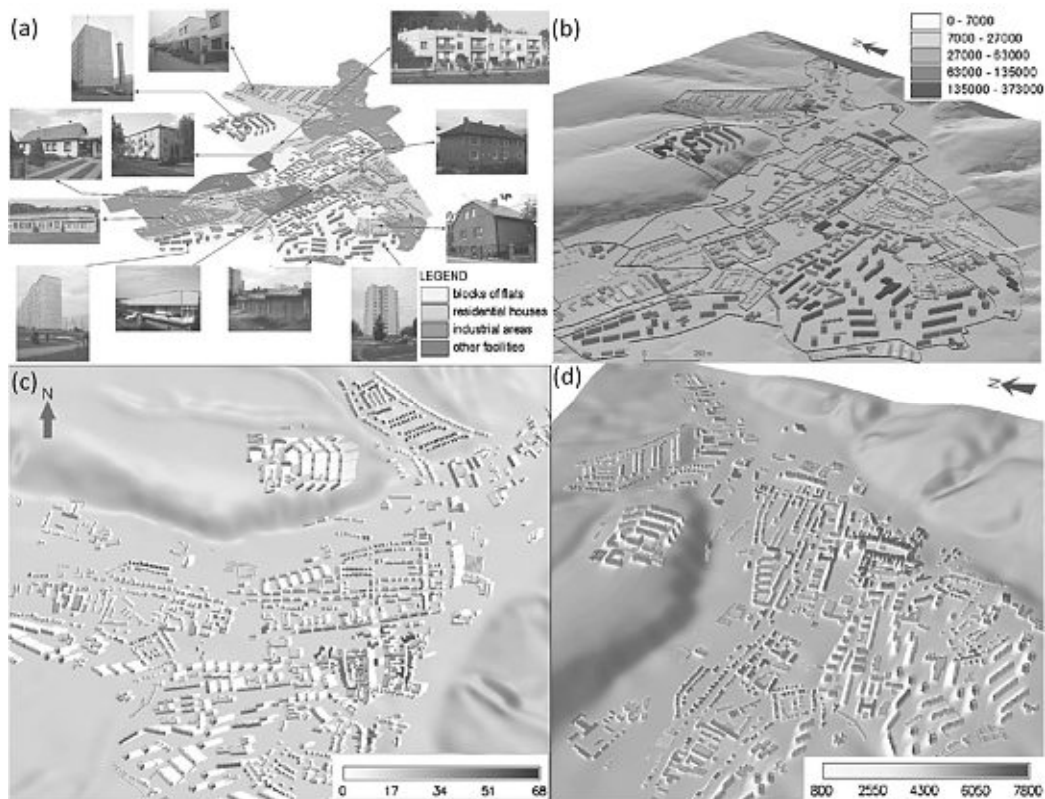 (a)
LEGEND
blocks of flats
residential houses
industrial areas
other facilities
(b)
N
0 - 7000
7000 - 27000
27000 - 63000
63000 - 135000
135000 - 373000
(c)
N
0 17 34 51 68
(d)
N
800 2550 4300 6050 7800